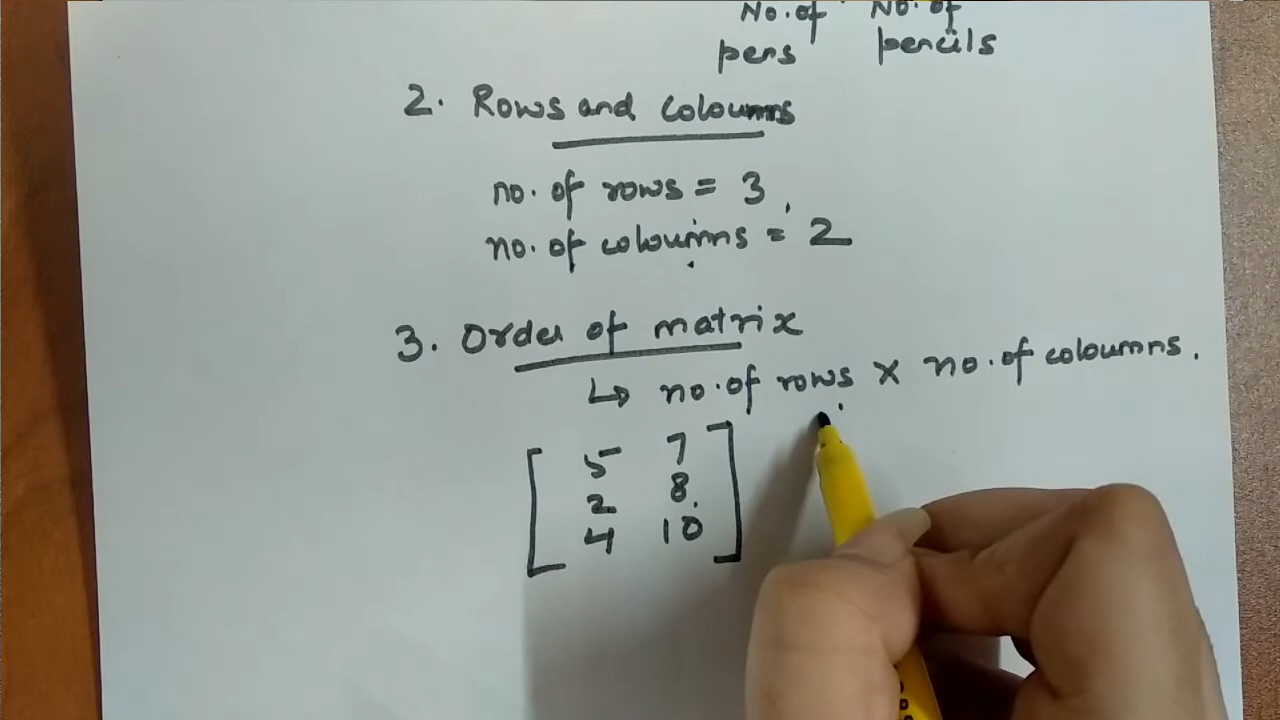 No. of No. of
pens pencils
2. Rows and coloumns
no. of rows = 3
no. of coloumns = 2
3. Order of matrix
↳ no. of rows × no. of coloumns.
5 7
2 8
4 10